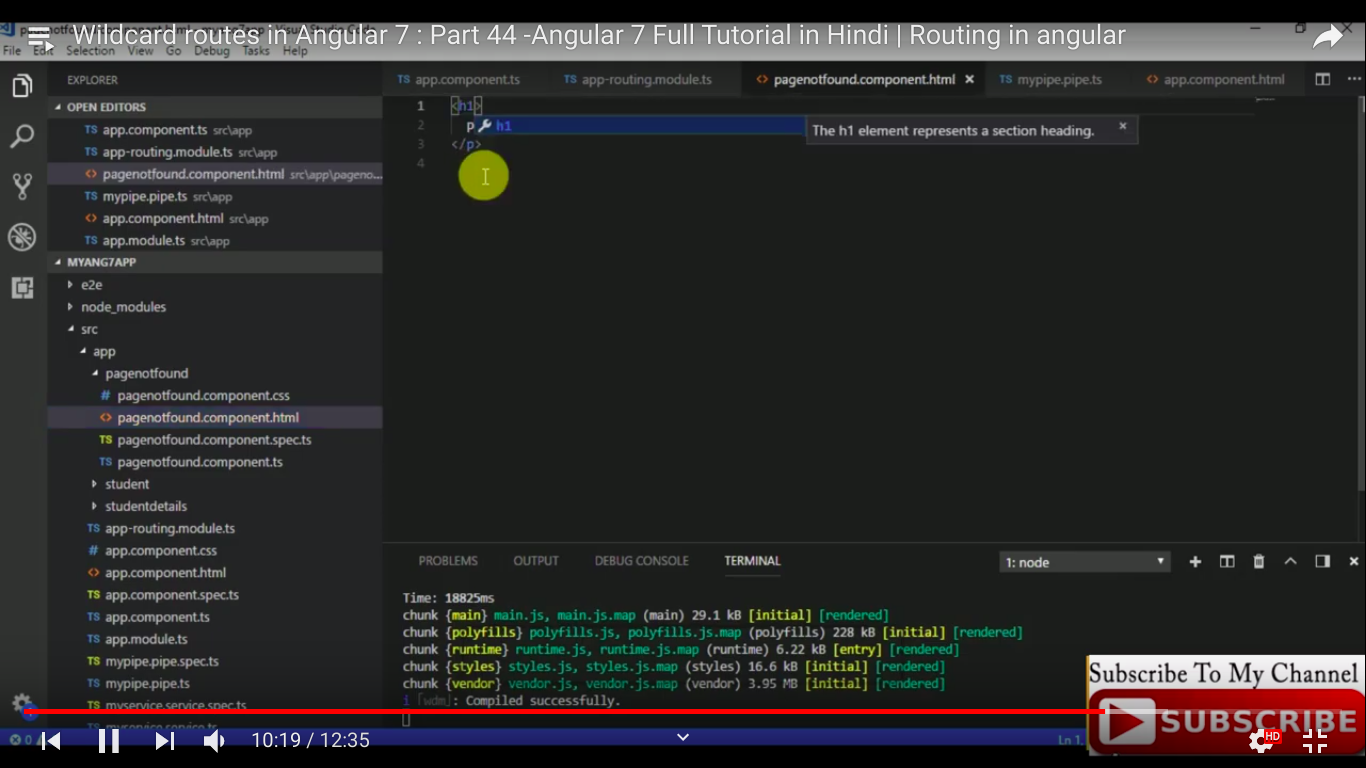 Wildcard routes in Angular 7 : Part 44 -Angular 7 Full Tutorial in Hindi | Routing in angular
File Edit Selection View Go Debug Tasks Help
EXPLORER
OPEN EDITORS
TS app.component.ts src\app
TS app-routing.module.ts src\app
<> pagenotfound.component.html src\app\pageno...
TS mypipe.pipe.ts src\app
<> app.component.html src\app
TS app.module.ts src\app
MYANG7APP
e2e
node_modules
src
app
pagenotfound
# pagenotfound.component.css
<> pagenotfound.component.html
TS pagenotfound.component.spec.ts
TS pagenotfound.component.ts
student
studentdetails
TS app-routing.module.ts
# app.component.css
<> app.component.html
TS app.component.spec.ts
TS app.component.ts
TS app.module.ts
TS mypipe.pipe.spec.ts
TS mypipe.pipe.ts
TS myservice.service.spec.ts
TS myservice.service.ts
TS app.component.ts TS app-routing.module.ts <> pagenotfound.component.html × TS mypipe.pipe.ts <> app.component.html
1 <h1>
2 p h1
The h1 element represents a section heading.
3 </p>
4
PROBLEMS OUTPUT DEBUG CONSOLE TERMINAL 1: node
Time: 18825ms
chunk {main} main.js, main.js.map (main) 29.1 kB [initial] [rendered]
chunk {polyfills} polyfills.js, polyfills.js.map (polyfills) 228 kB [initial] [rendered]
chunk {runtime} runtime.js, runtime.js.map (runtime) 6.22 kB [entry] [rendered]
chunk {styles} styles.js, styles.js.map (styles) 16.6 kB [initial] [rendered]
chunk {vendor} vendor.js, vendor.js.map (vendor) 3.95 MB [initial] [rendered]
i ｢wdm｣: Compiled successfully.
Subscribe To My Channel
SUBSCRIBE
10:19 / 12:35
Ln 1,
HD